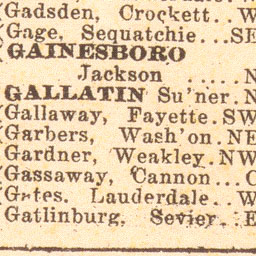 (Gadsden, Crockett..W
(Gage, Sequatchie...SE
GAINESBORO
Jackson ..... N
GALLATIN Su'ner.N
(Gallaway, Fayette.SW
(Garbers, Wash'on.NE
(Gardner, Weakley.NW
(Gassaway, Cannon...C
(Gates. Lauderdale..W
(Gatlinburg, Sevier..E